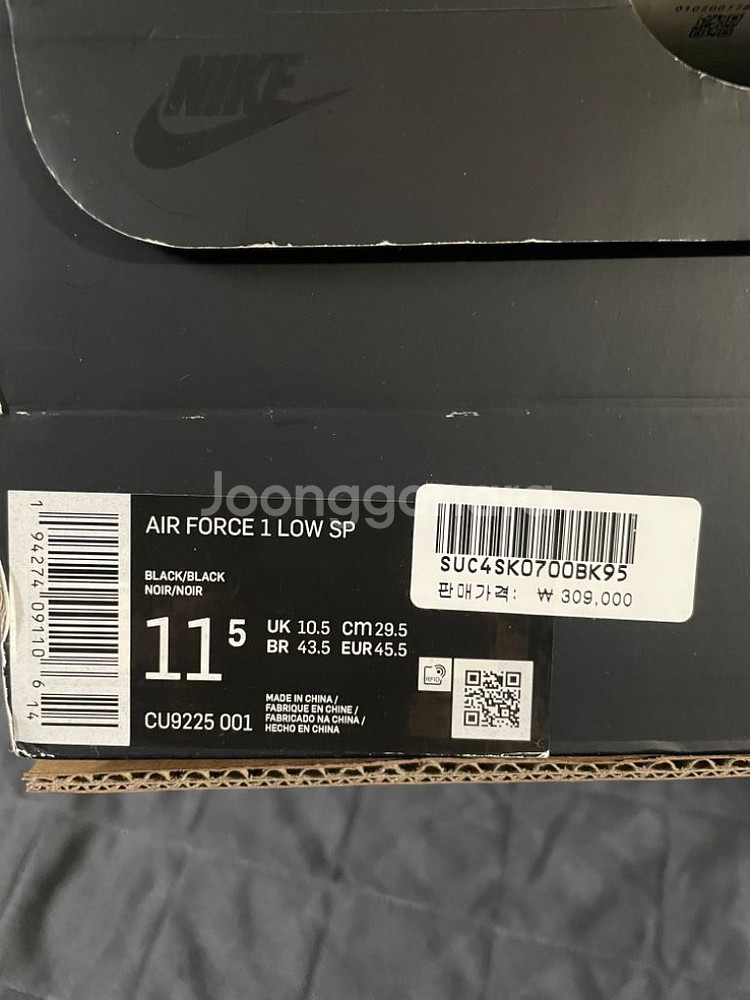 NIKE
Joonggonara
AIR FORCE 1 LOW SP
BLACK/BLACK
NOIR/NOIR
11 5
UK 10.5 cm 29.5
BR 43.5 EUR 45.5
RFID
CU9225 001
MADE IN CHINA /
FABRIQUE EN CHINE /
FABRICADO NA CHINA /
HECHO EN CHINA
1 94274 09110 6 14
SUC4SK0700BK95
판매가격: ₩ 309,000